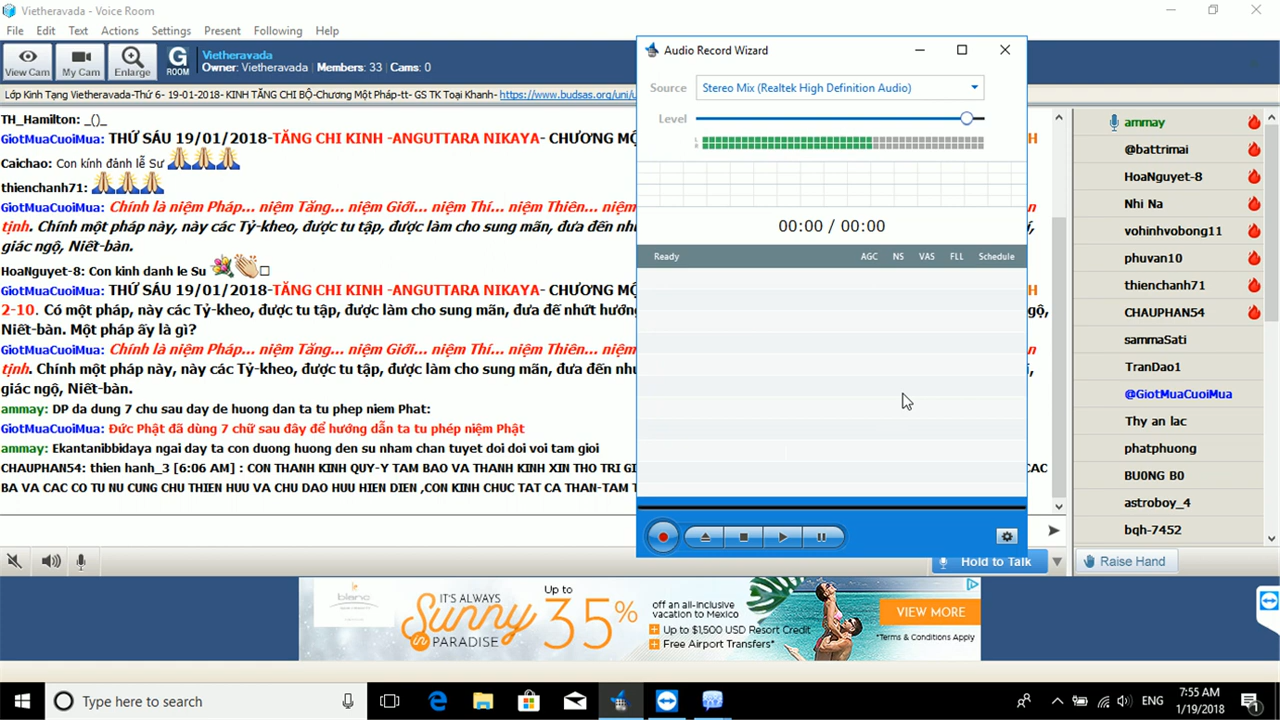 Vietheravada - Voice Room
File Edit Text Actions Settings Present Following Help
View Cam
My Cam
Enlarge
G
ROOM
Vietheravada
Owner: Vietheravada | Members: 33 | Cams: 0
Lớp Kinh Tạng Vietheravada-Thứ 6- 19-01-2018- KINH TĂNG CHI BỘ-Chương Một Pháp-tt- GS TK Toại Khanh- https://www.budsas.org/uni/u
TH_Hamilton: _()_
GiotMuaCuoiMua: THỨ SÁU 19/01/2018-TĂNG CHI KINH -ANGUTTARA NIKAYA- CHƯƠNG MỘ
H
Caichao: Con kính đảnh lễ Sư
thienchanh71:
GiotMuaCuoiMua: Chính là niệm Pháp... niệm Tăng... niệm Giới... niệm Thí... niệm Thiên... niệm
n
tịnh. Chính một pháp này, này các Tỷ-kheo, được tu tập, được làm cho sung mãn, đưa đến nhứ
í,
giác ngộ, Niết-bàn.
HoaNguyet-8: Con kinh danh le Su
GiotMuaCuoiMua: THỨ SÁU 19/01/2018-TĂNG CHI KINH -ANGUTTARA NIKAYA- CHƯƠNG MỘ
H
2-10. Có một pháp, này các Tỷ-kheo, được tu tập, được làm cho sung mãn, đưa đế nhứt hướng
ộ,
Niết-bàn. Một pháp ấy là gì?
GiotMuaCuoiMua: Chính là niệm Pháp... niệm Tăng... niệm Giới... niệm Thí... niệm Thiên... niệm
n
tịnh. Chính một pháp này, này các Tỷ-kheo, được tu tập, được làm cho sung mãn, đưa đến nhứ
í,
giác ngộ, Niết-bàn.
ammay: DP da dung 7 chu sau day de huong dan ta tu phep niem Phat:
GiotMuaCuoiMua: Đức Phật đã dùng 7 chữ sau đây để hướng dẫn ta tu phép niệm Phật
ammay: Ekantanibbidaya ngai day ta con duong huong den su nham chan tuyet doi doi voi tam gioi
CHAUPHAN54: thien hanh_3 [6:06 AM] : CON THANH KINH QUY-Y TAM BAO VA THANH KINH XIN THO TRI GI
CAC
BA VA CAC CO TU NU CUNG CHU THIEN HUU VA CHU DAO HUU HIEN DIEN ,CON KINH CHUC TAT CA THAN-TAM T
Audio Record Wizard
Source Stereo Mix (Realtek High Definition Audio)
Level
00:00 / 00:00
Ready AGC NS VAS FLL Schedule
ammay
@battrimai
HoaNguyet-8
Nhi Na
vohinhvobong11
phuvan10
thienchanh71
CHAUPHAN54
sammaSati
TranDao1
@GiotMuaCuoiMua
Thy an lac
phatphuong
BU0NG B0
astroboy_4
bqh-7452
Hold to Talk
Raise Hand
le
blanc
IT'S ALWAYS
Sunny
in PARADISE
Up to
35%
off an all-inclusive
vacation to Mexico
Up to $1,500 USD Resort Credit
Free Airport Transfers*
VIEW MORE
*Terms & Conditions Apply
Type here to search
ENG
7:55 AM
1/19/2018
1